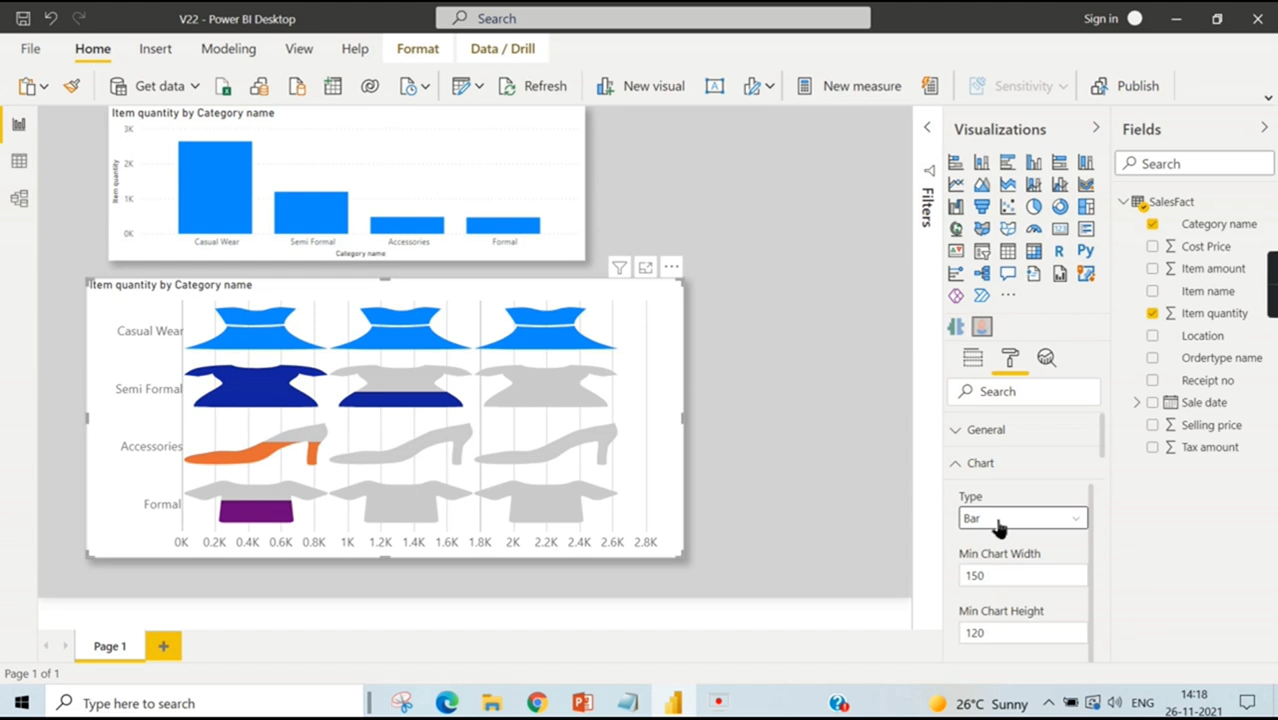 V22 - Power BI Desktop
Search
Sign in
File
Home
Insert
Modeling
View
Help
Format
Data / Drill
Get data
Refresh
New visual
New measure
Sensitivity
Publish
Item quantity by Category name
3K
2K
1K
0K
Item quantity
Casual Wear
Semi Formal
Accessories
Formal
Category name
Item quantity by Category name
Casual Wear
Semi Formal
Accessories
Formal
0K 0.2K 0.4K 0.6K 0.8K 1K 1.2K 1.4K 1.6K 1.8K 2K 2.2K 2.4K 2.6K 2.8K
Filters
Visualizations
R
Py
Search
General
Chart
Type
Bar
Min Chart Width
150
Min Chart Height
120
Fields
Search
SalesFact
Category name
Cost Price
Item amount
Item name
Item quantity
Location
Ordertype name
Receipt no
Sale date
Selling price
Tax amount
Page 1
Page 1 of 1
Type here to search
26°C Sunny
ENG
14:18
26-11-2021